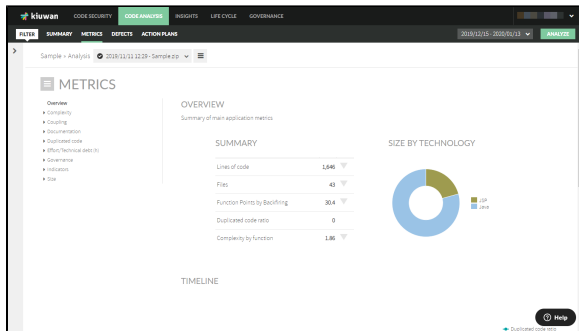 kiuwan CODE SECURITY CODE ANALYSIS INSIGHTS LIFE CYCLE GOVERNANCE
FILTER SUMMARY METRICS DEFECTS ACTION PLANS 2019/12/15 - 2020/01/13 ANALYZE
Sample > Analysis 2019/11/11 12:29 - Sample.zip
METRICS
Overview
Complexity
Coupling
Documentation
Duplicated code
Effort/Technical debt (h)
Governance
Indicators
Size
OVERVIEW
Summary of main application metrics
SUMMARY
Lines of code 1,646
Files 43
Function Points by Backfiring 30.4
Duplicated code ratio 0
Complexity by function 1.86
SIZE BY TECHNOLOGY
JSP
Java
TIMELINE
Help
Duplicated code ratio